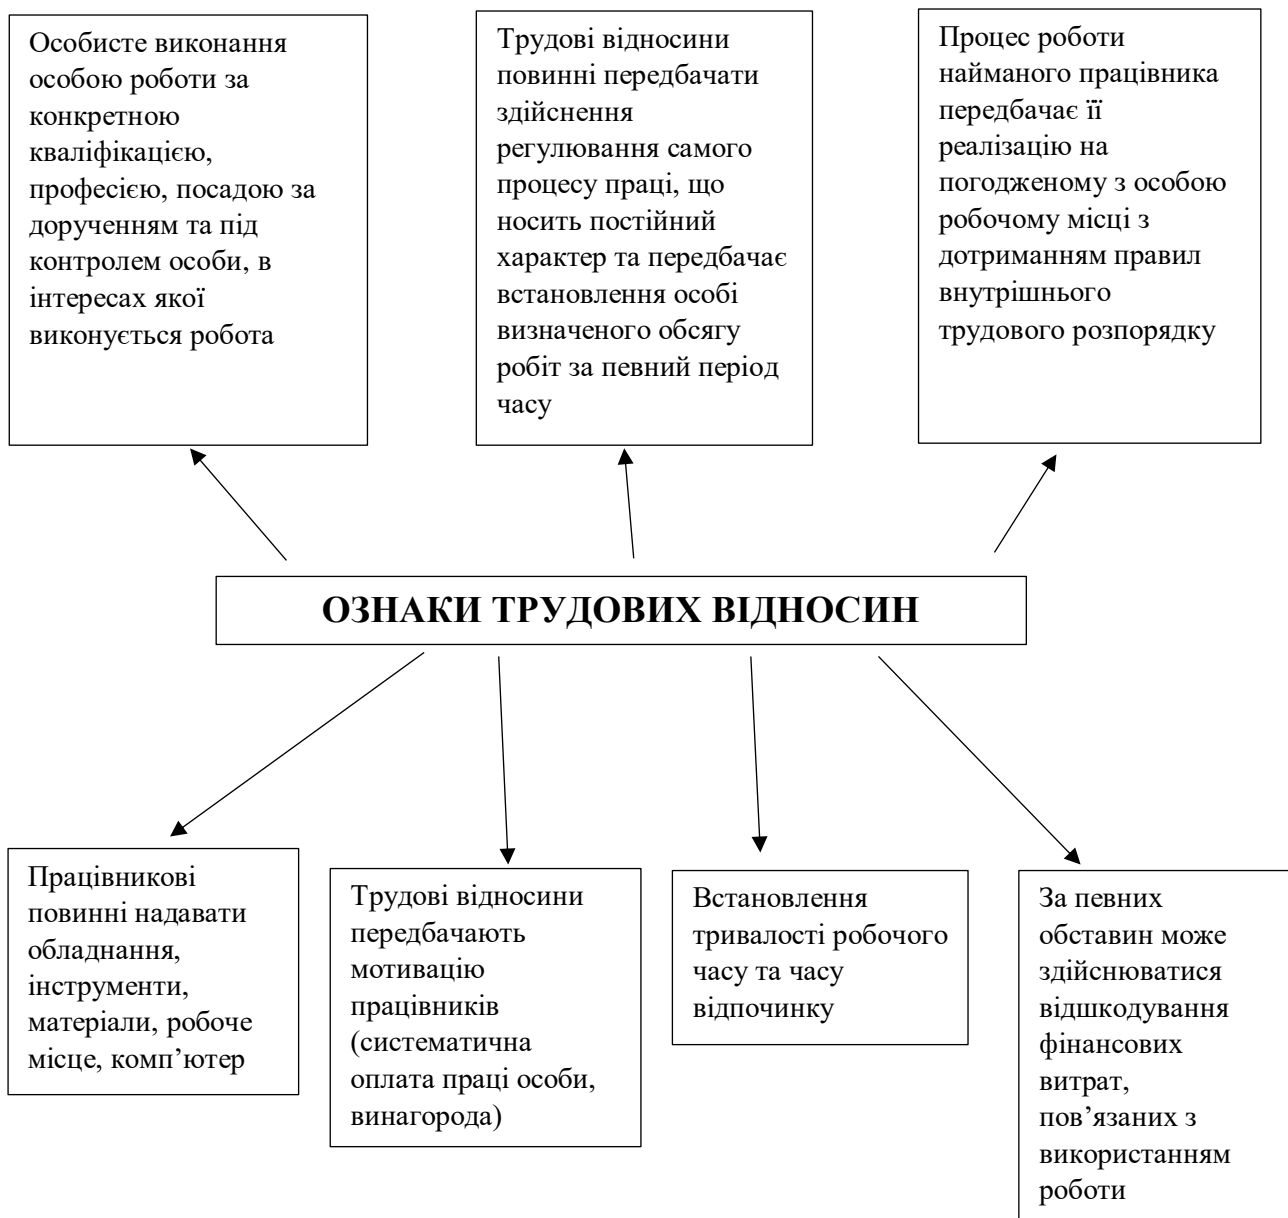 Особисте виконання
особою роботи за
конкретною
кваліфікацією,
професією, посадою за
дорученням та під
контролем особи, в
інтересах якої
виконується робота
Трудові відносини
повинні передбачати
здійснення
регулювання самого
процесу праці, що
носить постійний
характер та передбачає
встановлення особі
визначеного обсягу
робіт за певний період
часу
Процес роботи
найманого працівника
передбачає її
реалізацію на
погодженому з особою
робочому місці з
дотриманням правил
внутрішнього
трудового розпорядку
ОЗНАКИ ТРУДОВИХ ВІДНОСИН
Працівникові
повинні надавати
обладнання,
інструменти,
матеріали, робоче
місце, комп’ютер
Трудові відносини
передбачають
мотивацію
працівників
(систематична
оплата праці особи,
винагорода)
Встановлення
тривалості робочого
часу та часу
відпочинку
За певних
обставин може
здійснюватися
відшкодування
фінансових
витрат,
пов’язаних з
використанням
роботи